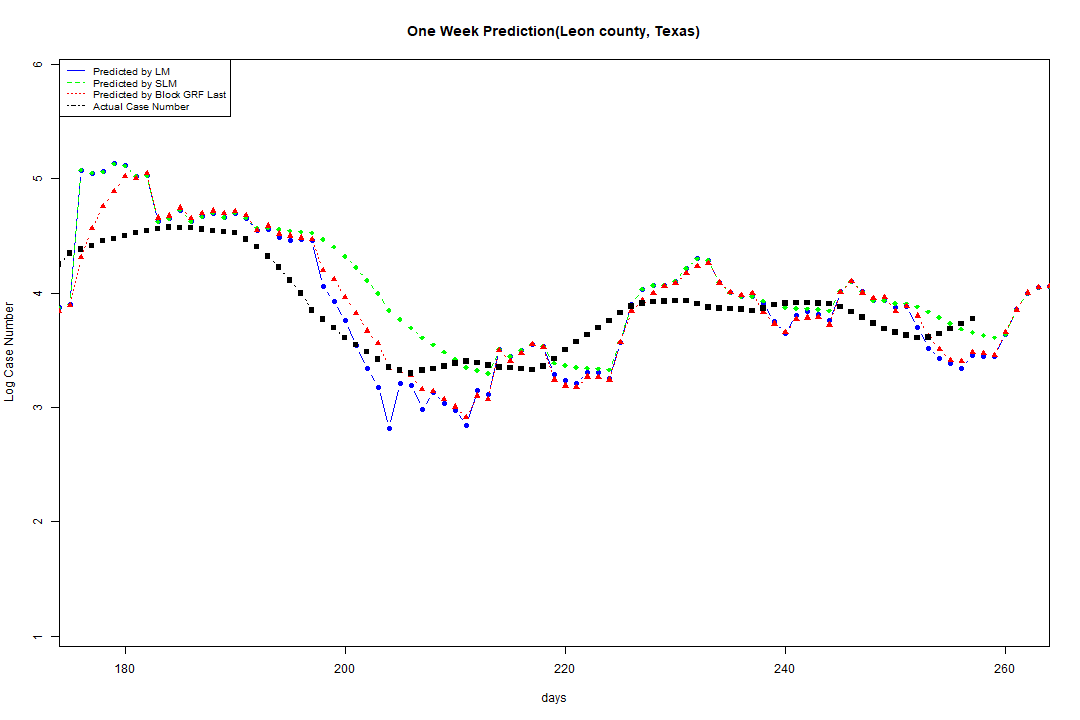 One Week Prediction(Leon county, Texas)
Predicted by LM
Predicted by SLM
Predicted by Block GRF Last
Actual Case Number
6
5
4
3
2
1
Log Case Number
180 200 220 240 260
days